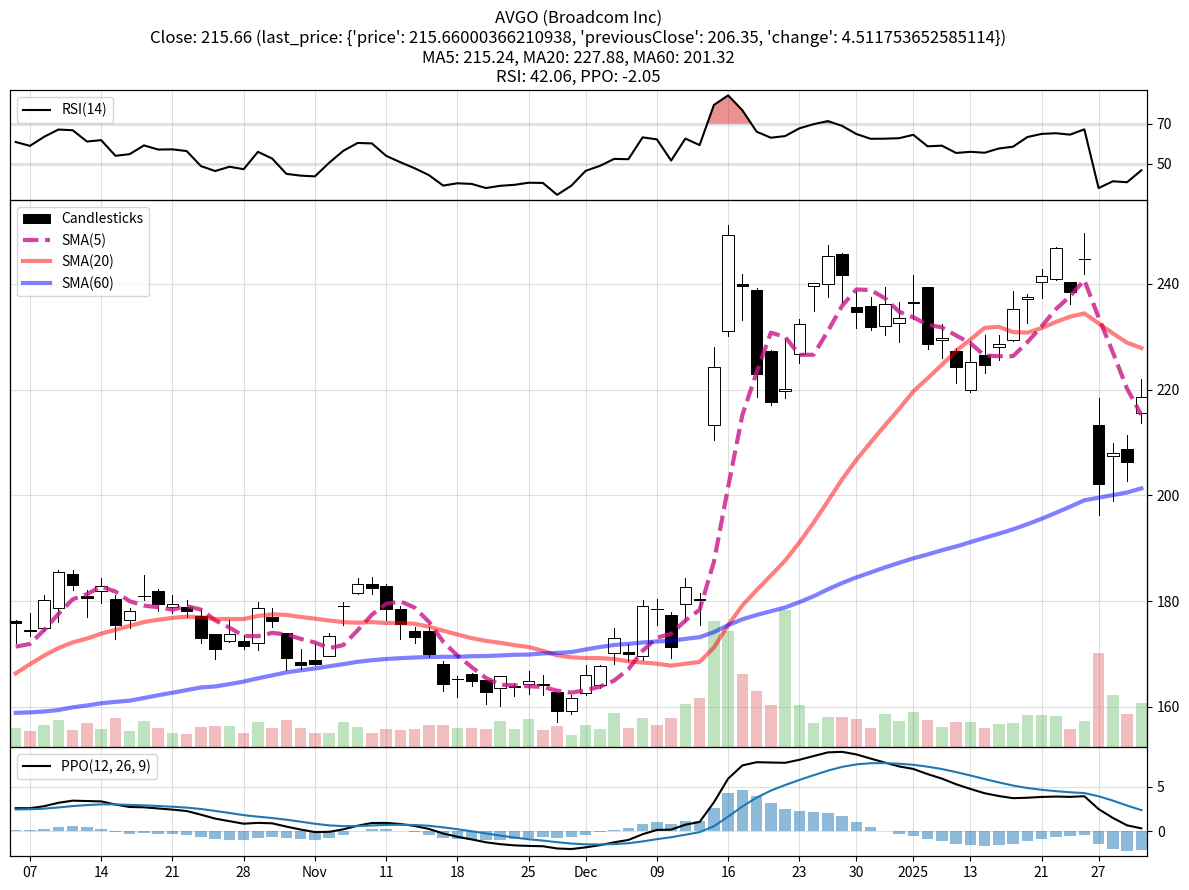 AVGO (Broadcom Inc)
Close: 215.66 (last_price: {'price': 215.66000366210938, 'previousClose': 206.35, 'change': 4.511753652585114})
MA5: 215.24, MA20: 227.88, MA60: 201.32
RSI: 42.06, PPO: -2.05
RSI(14)
70
50
Candlesticks
SMA(5)
SMA(20)
SMA(60)
240
220
200
180
160
PPO(12, 26, 9)
5
0
07 14 21 28 Nov 11 18 25 Dec 09 16 23 30 2025 13 21 27